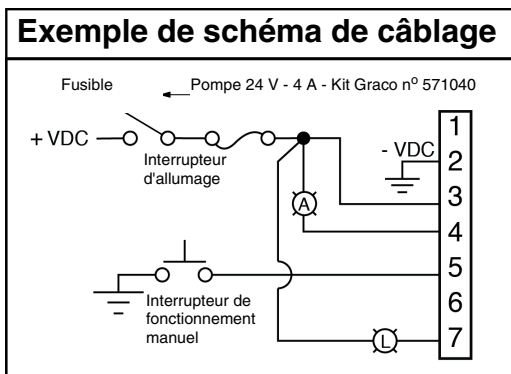 Exemple de schéma de câblage
Fusible
Pompe 24 V - 4 A - Kit Graco nº 571040
+ VDC
Interrupteur
d'allumage
- VDC
1
2
3
4
5
6
7
A
Interrupteur de
fonctionnement
manuel
L